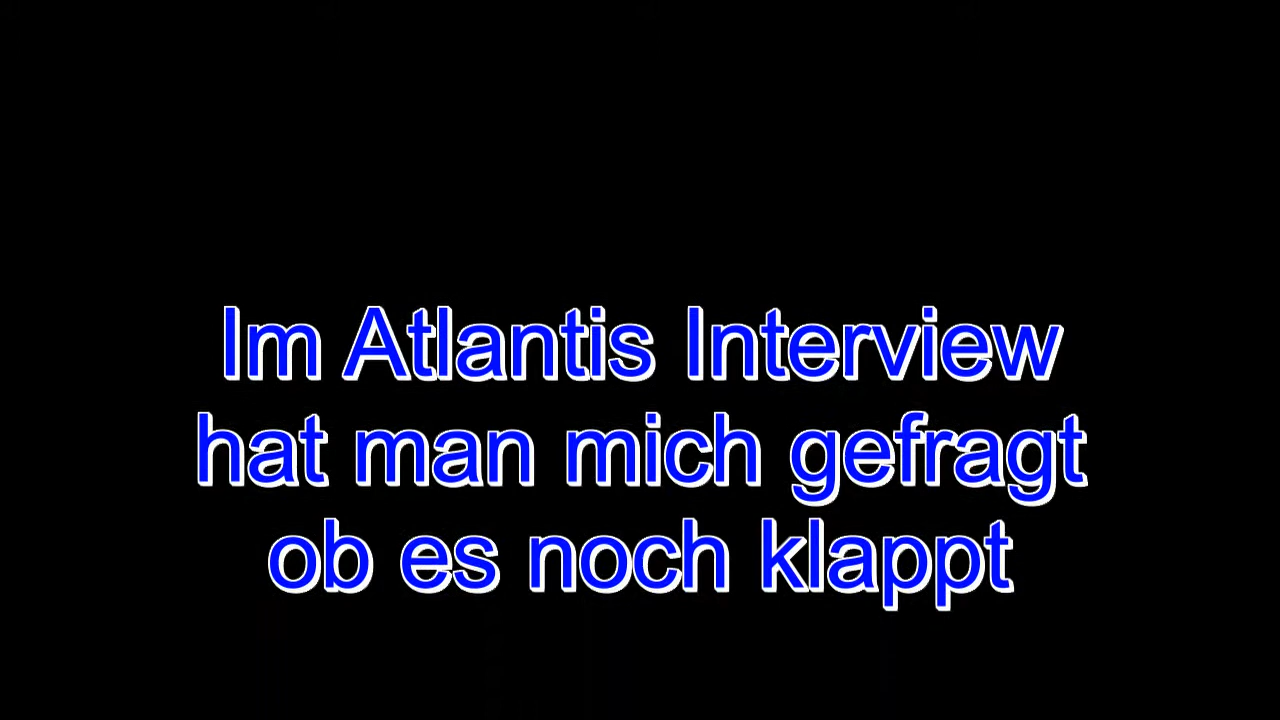 Im Atlantis Interview
hat man mich gefragt
ob es noch klappt